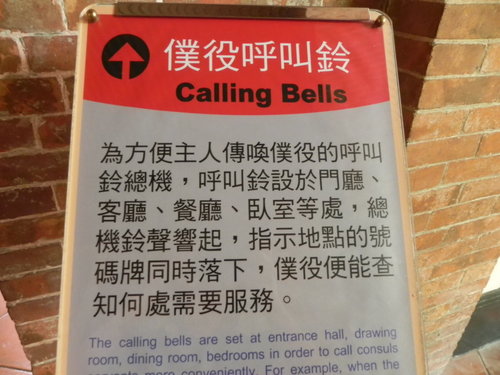 僕役呼叫鈴
Calling Bells
為方便主人傳喚僕役的呼叫
鈴總機，呼叫鈴設於門廳、
客廳、餐廳、臥室等處，總
機鈴聲響起，指示地點的號
碼牌同時落下，僕役便能查
知何處需要服務。
The calling bells are set at entrance hall, drawing
room, dining room, bedrooms in order to call consuls
more conveniently. For example, when the